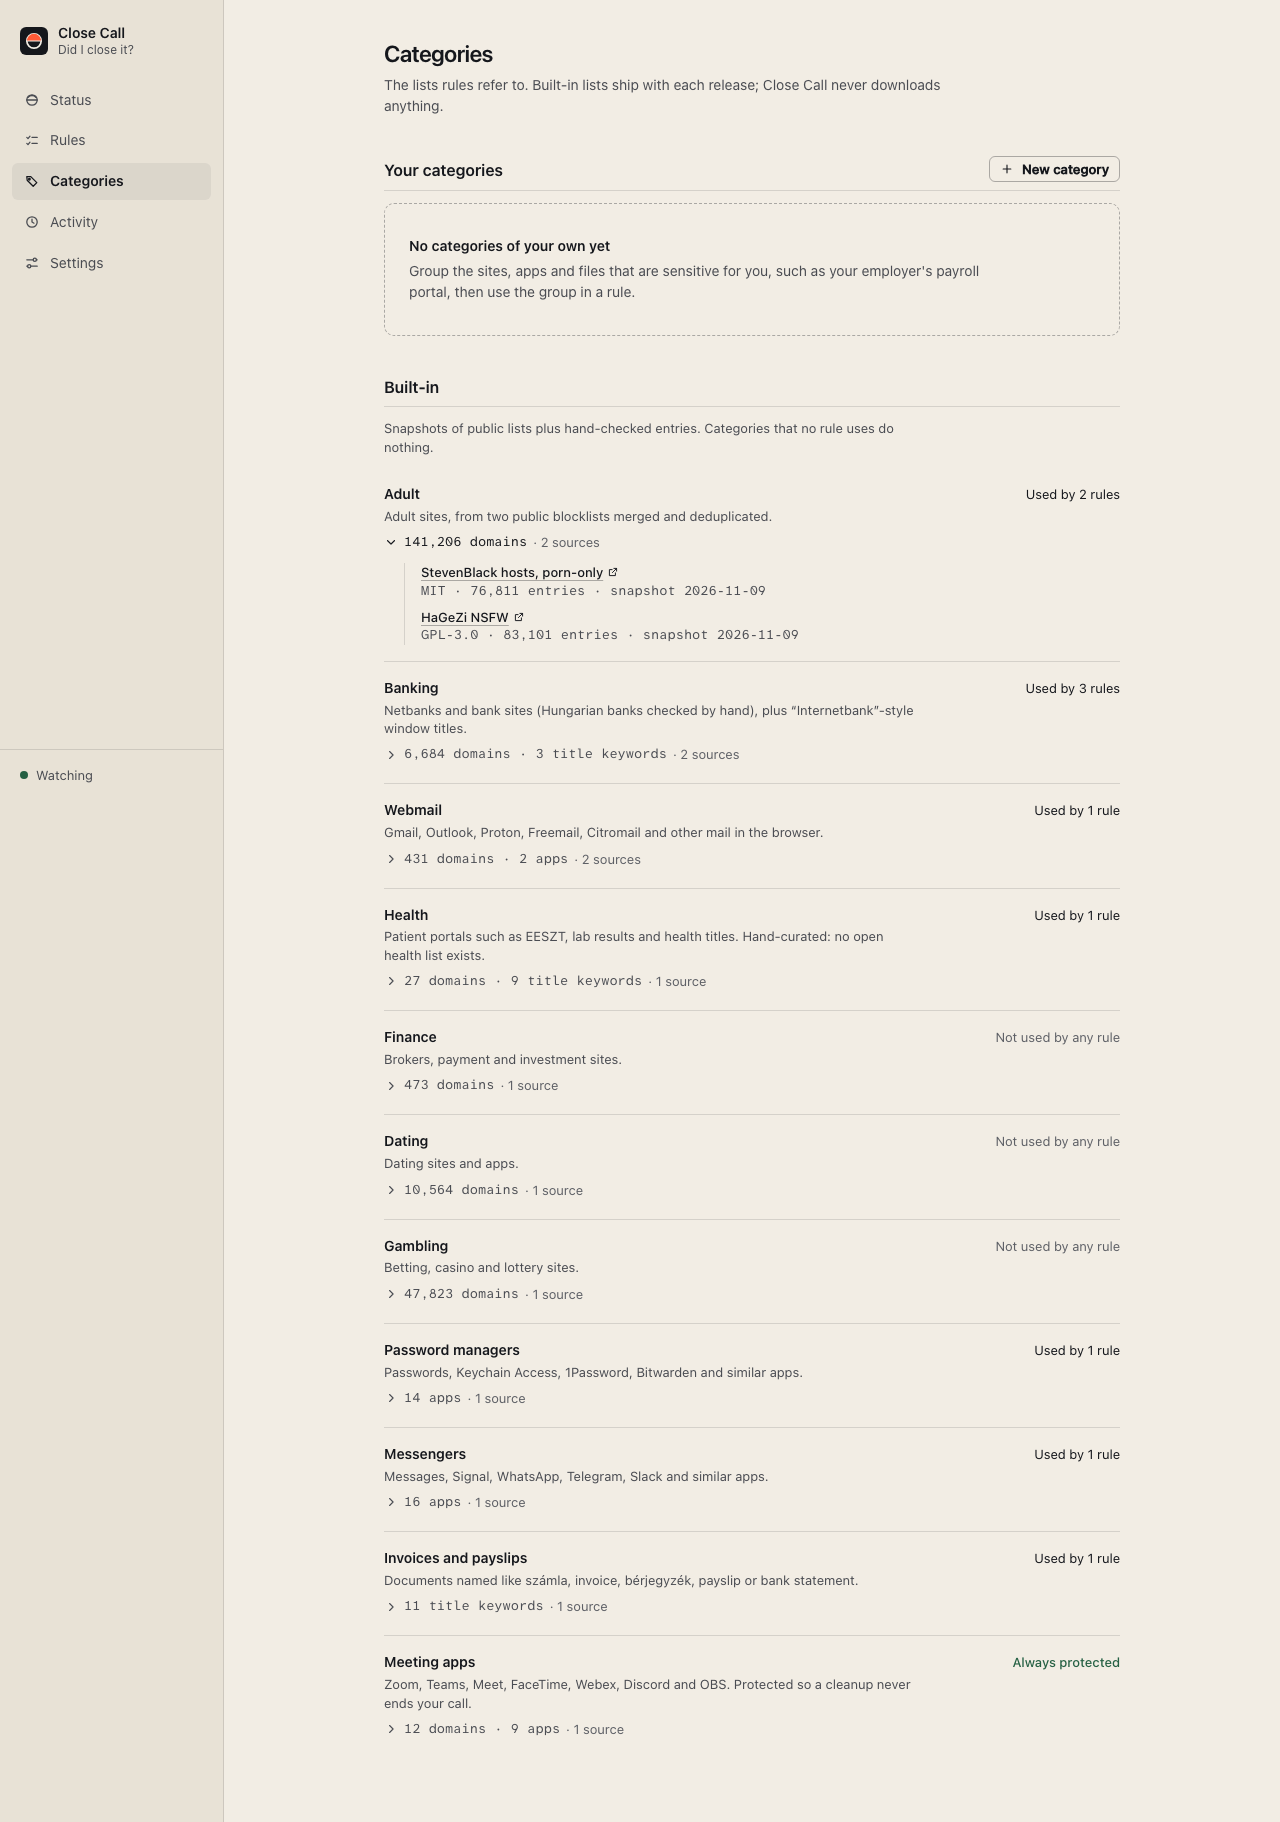 Close Call
Did I close it?
Status
Rules
Categories
Activity
Settings
Watching
Categories
The lists rules refer to. Built-in lists ship with each release; Close Call never downloads
anything.
Your categories
New category
No categories of your own yet
Group the sites, apps and files that are sensitive for you, such as your employer's payroll
portal, then use the group in a rule.
Built-in
Snapshots of public lists plus hand-checked entries. Categories that no rule uses do
nothing.
Adult
Used by 2 rules
Adult sites, from two public blocklists merged and deduplicated.
141,206 domains · 2 sources
StevenBlack hosts, porn-only
MIT · 76,811 entries · snapshot 2026-11-09
HaGeZi NSFW
GPL-3.0 · 83,101 entries · snapshot 2026-11-09
Banking
Used by 3 rules
Netbanks and bank sites (Hungarian banks checked by hand), plus “Internetbank”-style
window titles.
6,684 domains · 3 title keywords · 2 sources
Webmail
Used by 1 rule
Gmail, Outlook, Proton, Freemail, Citromail and other mail in the browser.
431 domains · 2 apps · 2 sources
Health
Used by 1 rule
Patient portals such as EESZT, lab results and health titles. Hand-curated: no open
health list exists.
27 domains · 9 title keywords · 1 source
Finance
Not used by any rule
Brokers, payment and investment sites.
473 domains · 1 source
Dating
Not used by any rule
Dating sites and apps.
10,564 domains · 1 source
Gambling
Not used by any rule
Betting, casino and lottery sites.
47,823 domains · 1 source
Password managers
Used by 1 rule
Passwords, Keychain Access, 1Password, Bitwarden and similar apps.
14 apps · 1 source
Messengers
Used by 1 rule
Messages, Signal, WhatsApp, Telegram, Slack and similar apps.
16 apps · 1 source
Invoices and payslips
Used by 1 rule
Documents named like számla, invoice, bérjegyzék, payslip or bank statement.
11 title keywords · 1 source
Meeting apps
Always protected
Zoom, Teams, Meet, FaceTime, Webex, Discord and OBS. Protected so a cleanup never
ends your call.
12 domains · 9 apps · 1 source